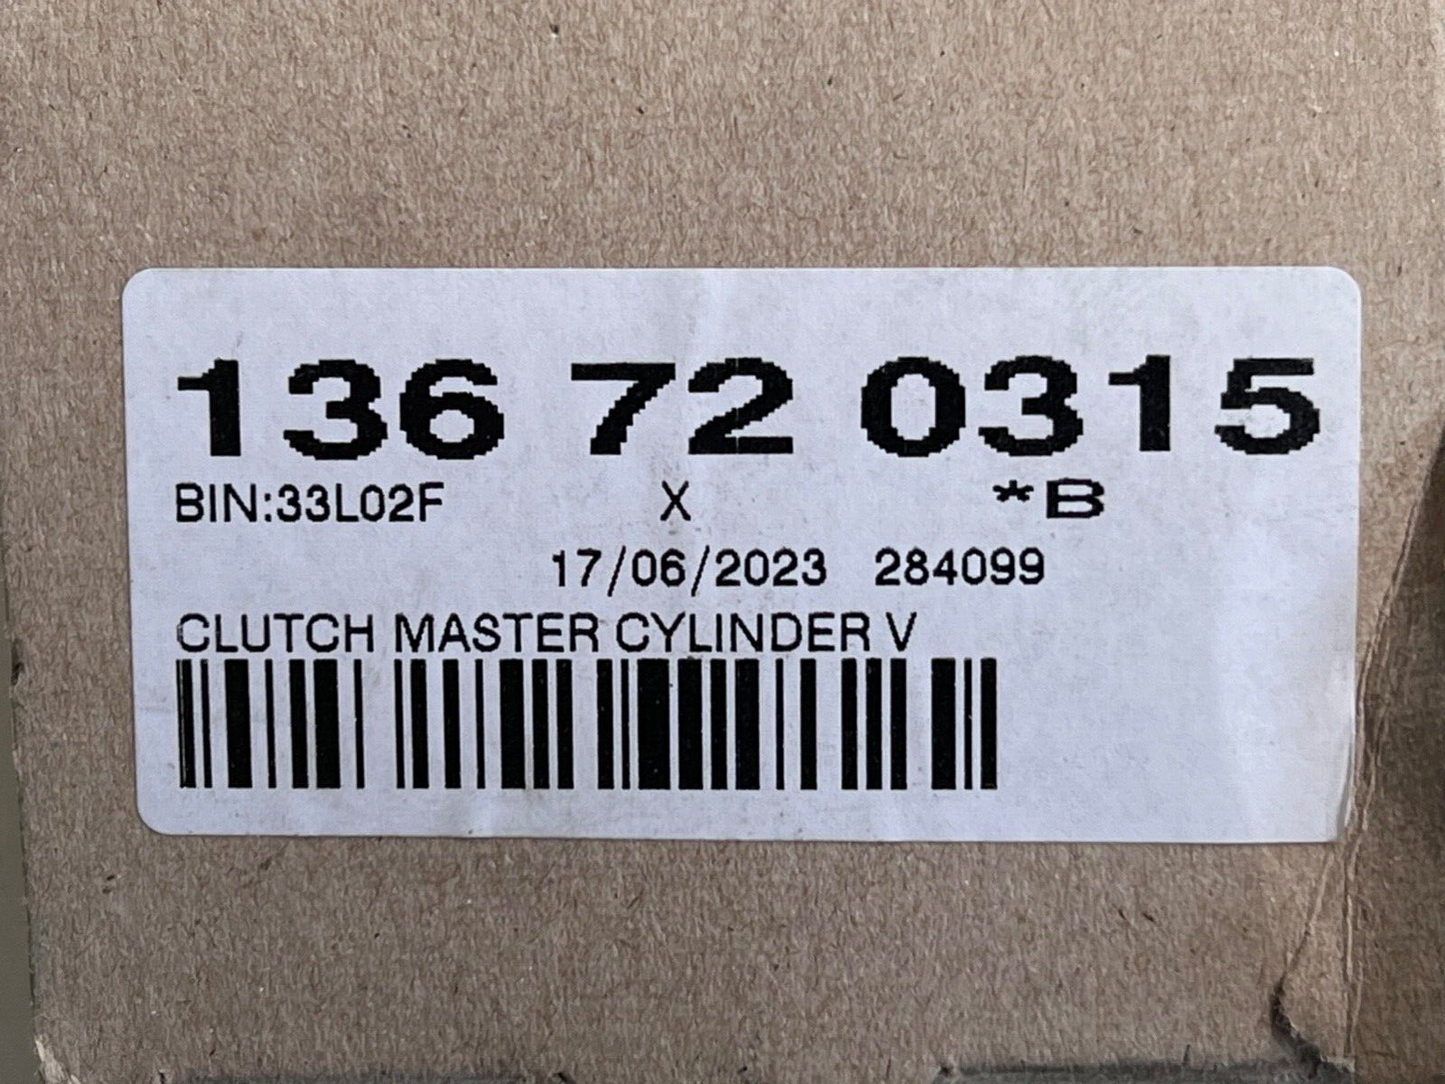 136 72 0315
BIN:33L02F X *B
17/06/2023 284099
CLUTCH MASTER CYLINDER V